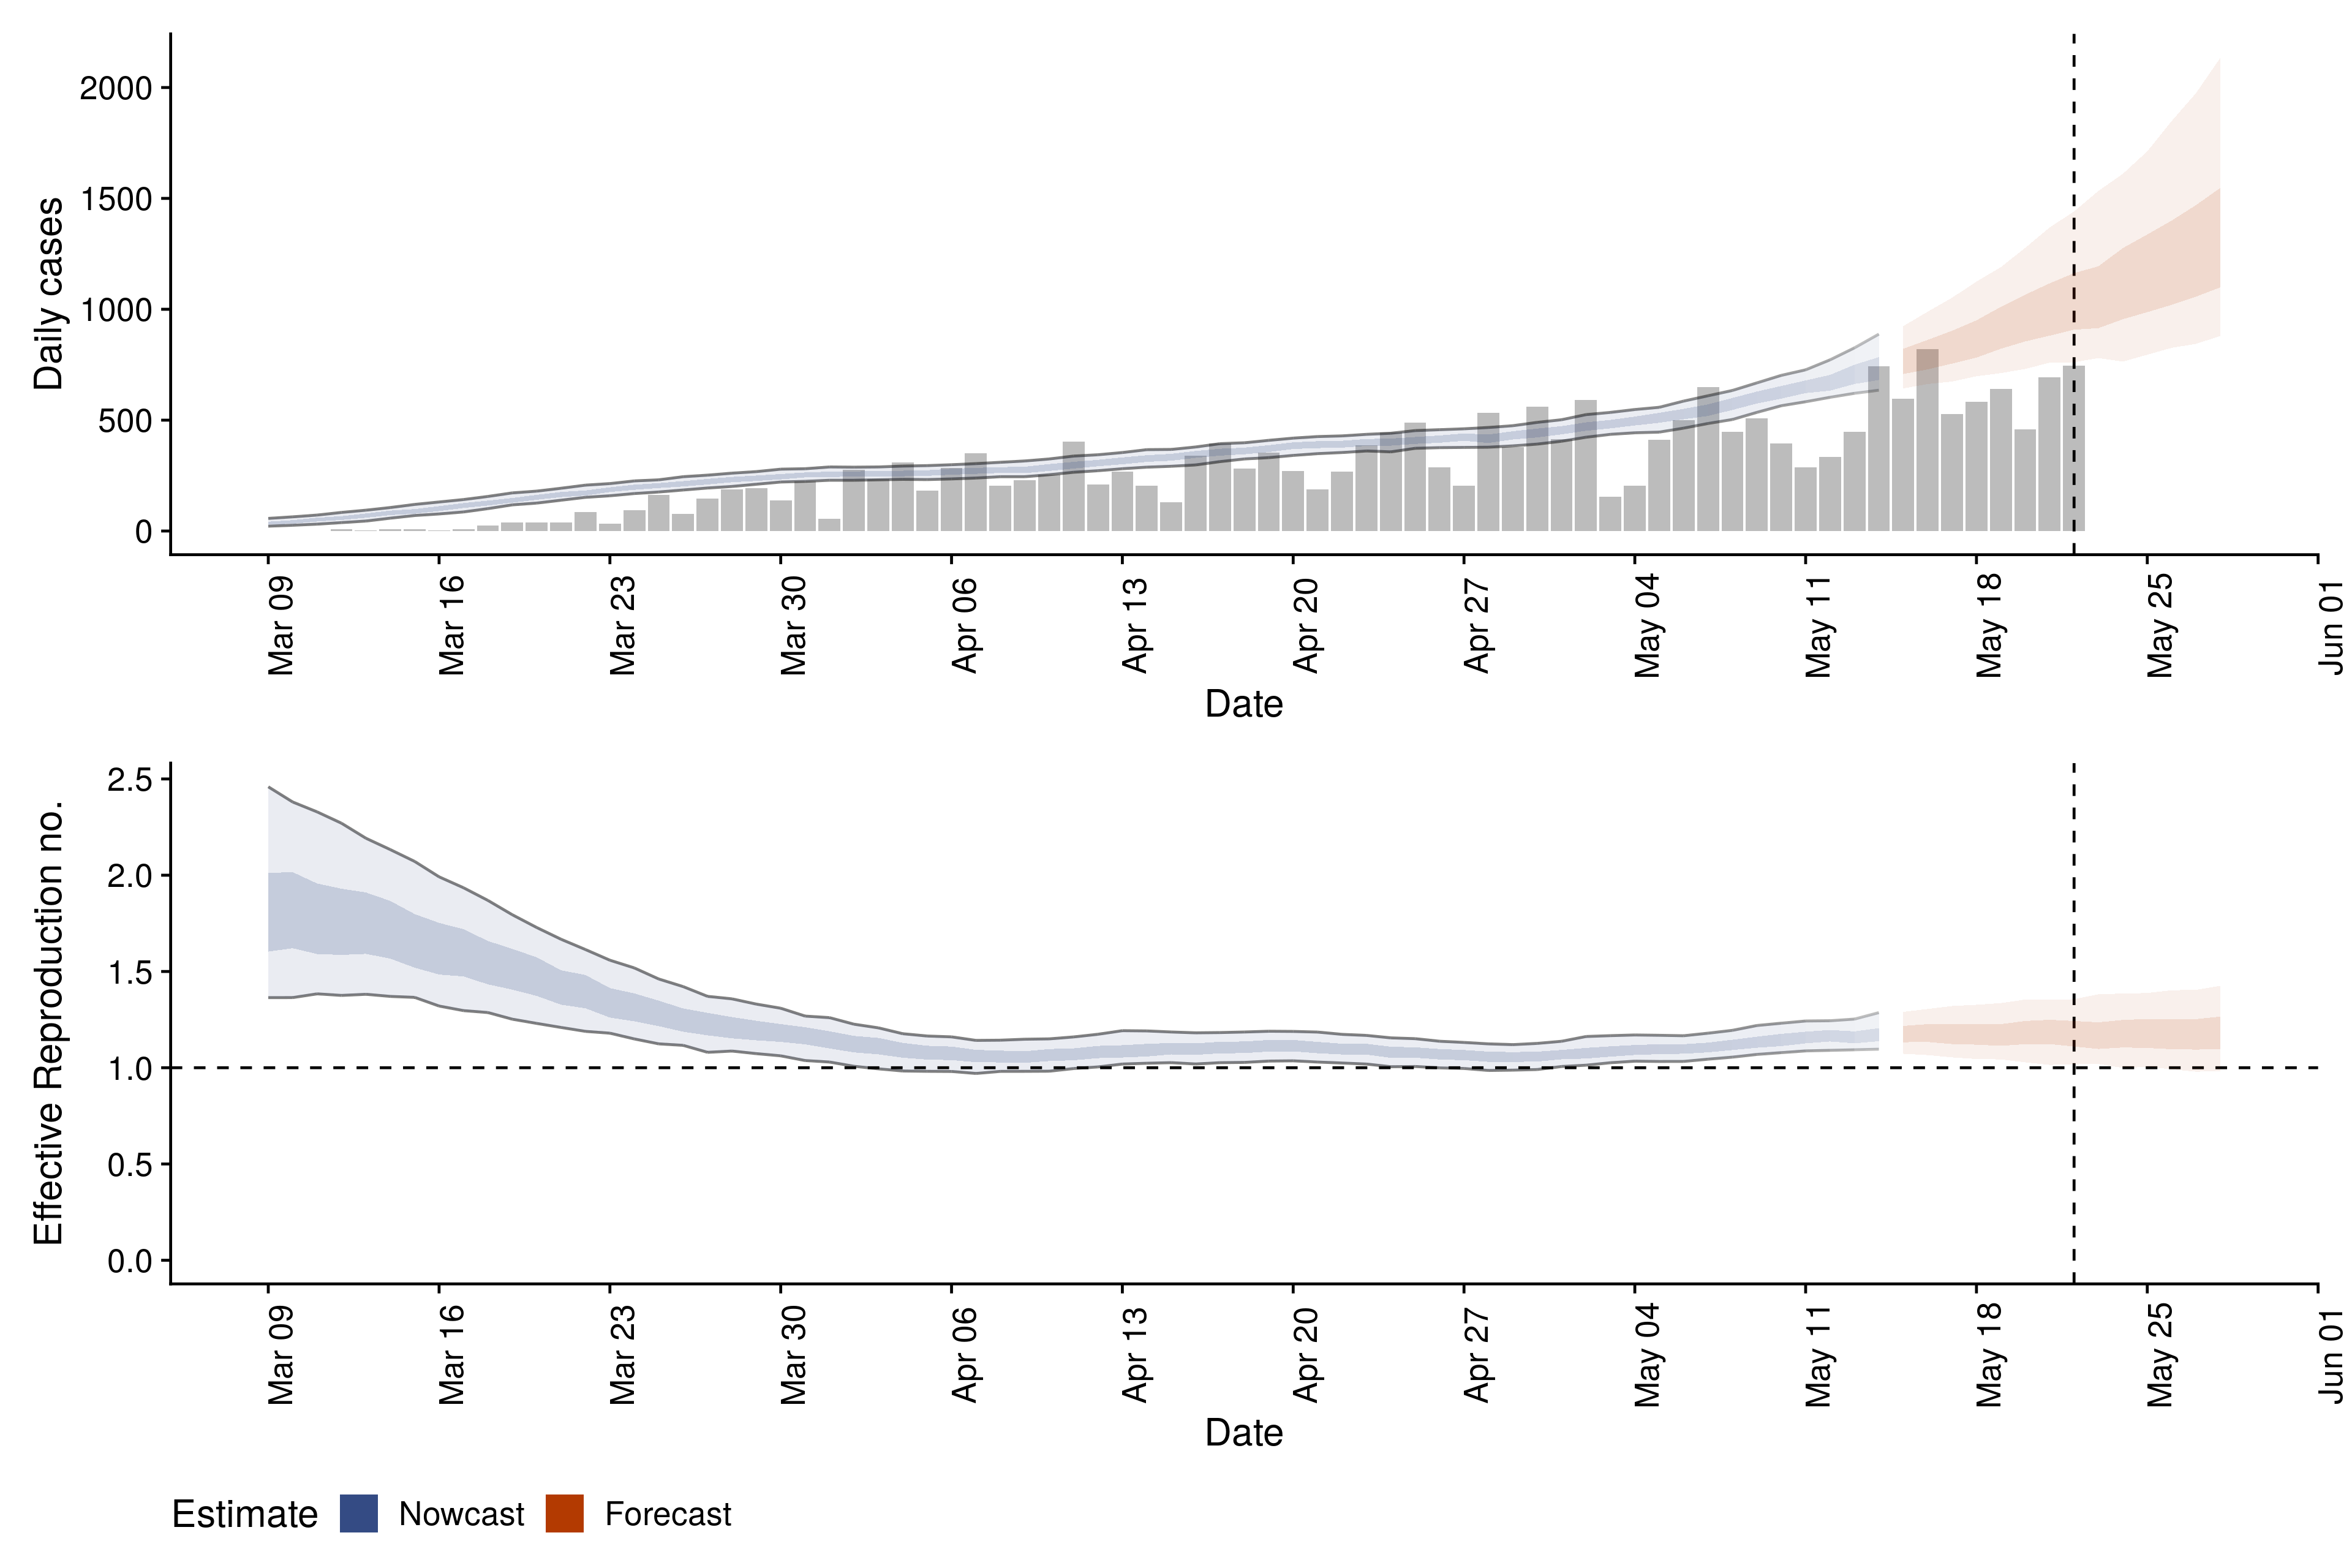 Daily cases
2000
1500
1000
500
0
Mar 09 Mar 16 Mar 23 Mar 30 Apr 06 Apr 13 Apr 20 Apr 27 May 04 May 11 May 18 May 25 Jun 01
Date
Effective Reproduction no.
2.5
2.0
1.5
1.0
0.5
0.0
Mar 09 Mar 16 Mar 23 Mar 30 Apr 06 Apr 13 Apr 20 Apr 27 May 04 May 11 May 18 May 25 Jun 01
Date
Estimate Nowcast Forecast